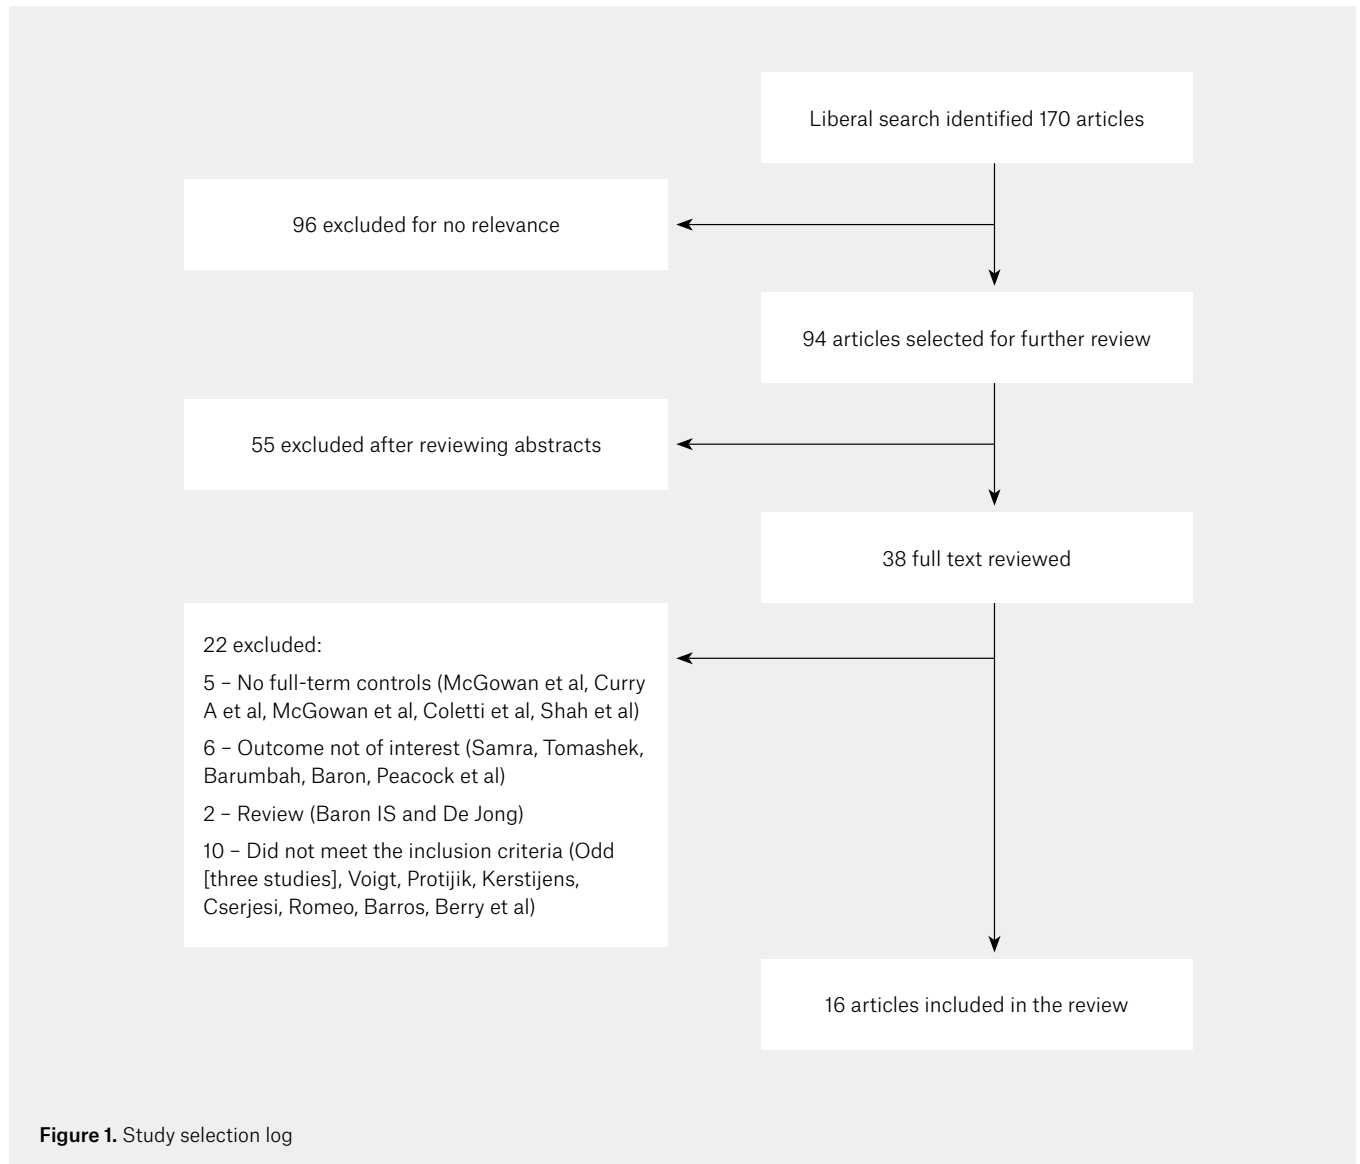 Liberal search identified 170 articles
96 excluded for no relevance
94 articles selected for further review
55 excluded after reviewing abstracts
38 full text reviewed
22 excluded:
5 – No full-term controls (McGowan et al, Curry
A et al, McGowan et al, Coletti et al, Shah et al)
6 – Outcome not of interest (Samra, Tomashek,
Barumbah, Baron, Peacock et al)
2 – Review (Baron IS and De Jong)
10 – Did not meet the inclusion criteria (Odd
[three studies], Voigt, Protijik, Kerstijens,
Cserjesi, Romeo, Barros, Berry et al)
16 articles included in the review
Figure 1. Study selection log